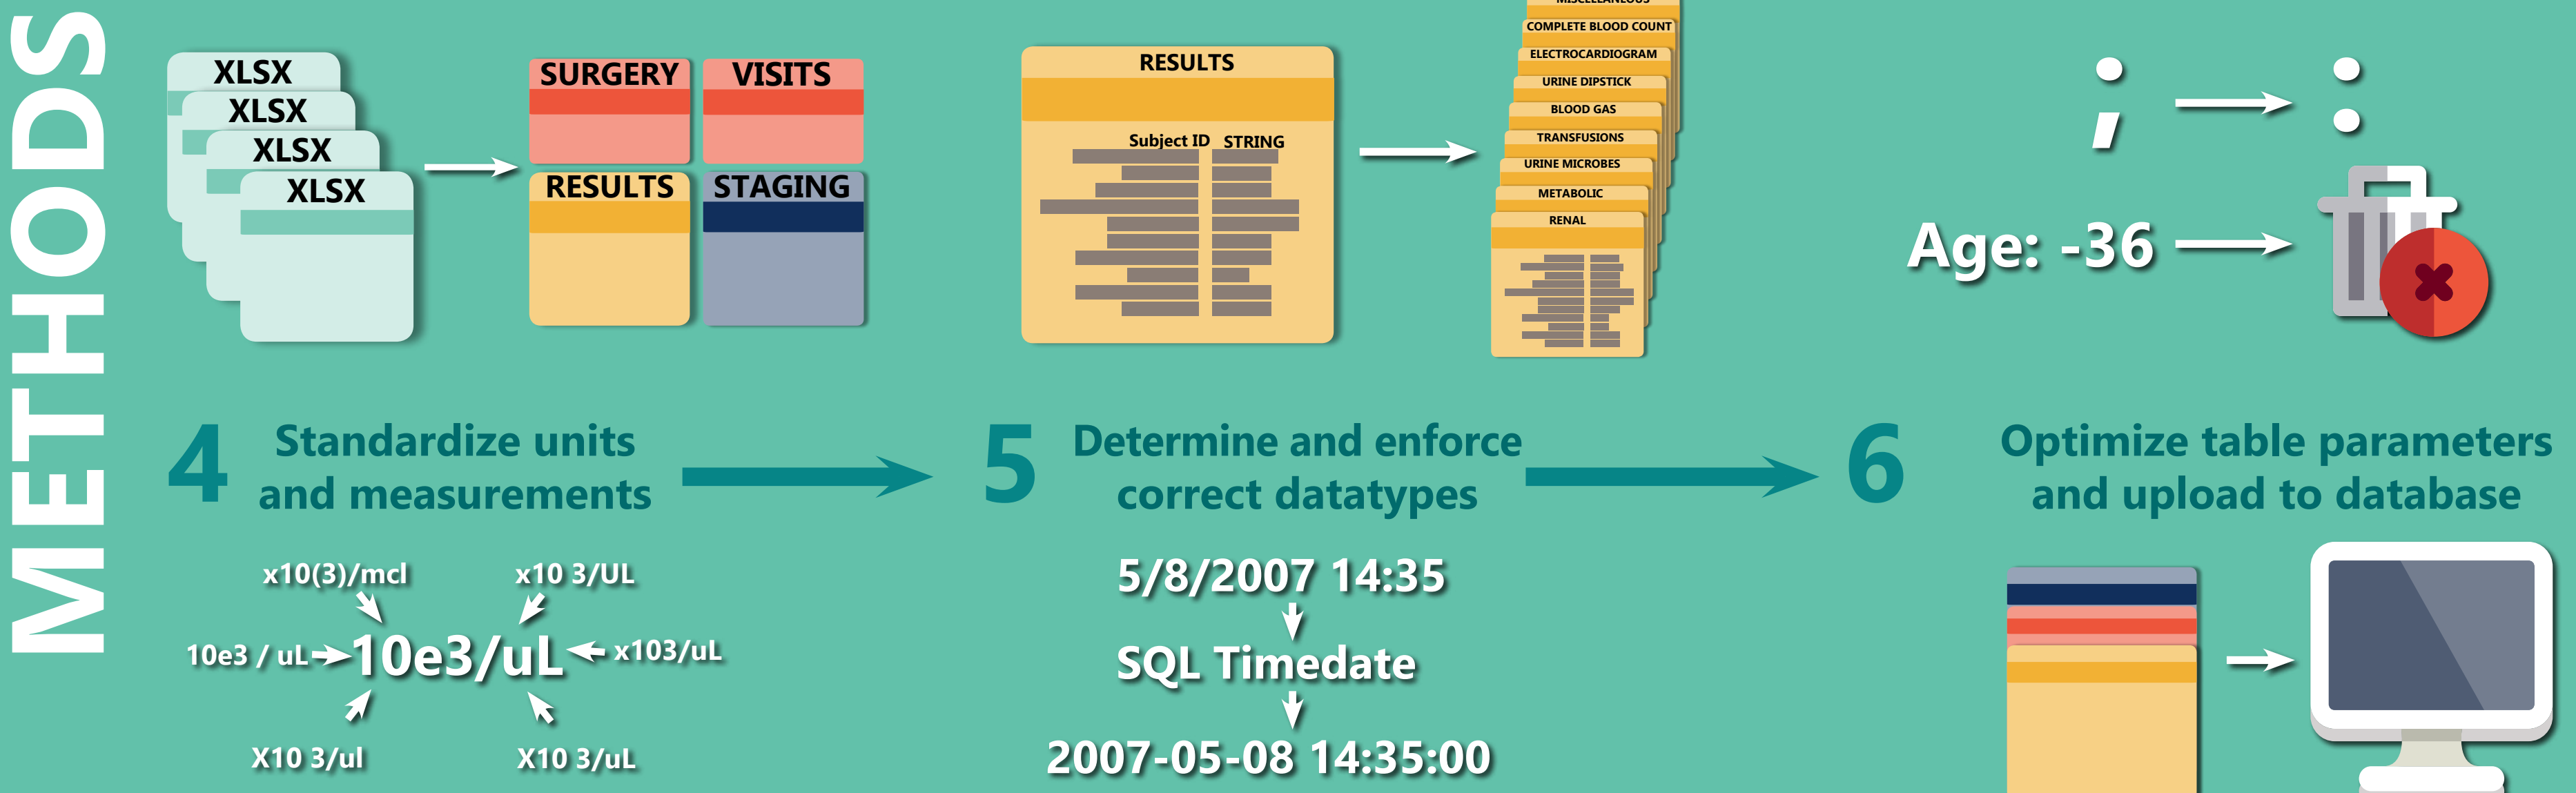 METHODS
XLSX
XLSX
XLSX
XLSX
SURGERY
VISITS
RESULTS
STAGING
RESULTS
Subject ID STRING
MISCELLANEOUS
COMPLETE BLOOD COUNT
ELECTROCARDIOGRAM
URINE DIPSTICK
BLOOD GAS
TRANSFUSIONS
URINE MICROBES
METABOLIC
RENAL
; :
Age: -36
4 Standardize units
and measurements
x10(3)/mcl
x10 3/UL
10e3 / uL
10e3/uL
x103/uL
X10 3/ul
X10 3/uL
5 Determine and enforce
correct datatypes
5/8/2007 14:35
SQL Timedate
2007-05-08 14:35:00
6 Optimize table parameters
and upload to database